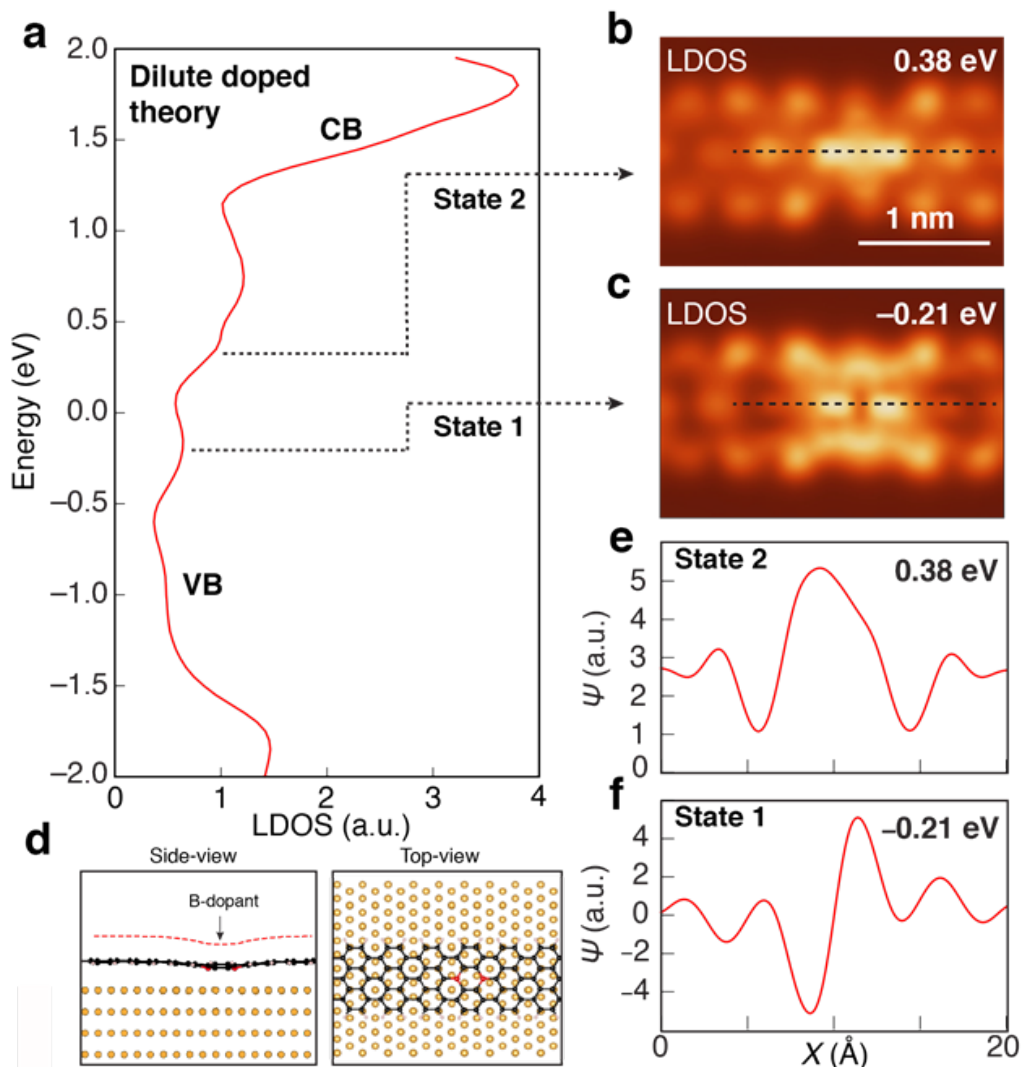 a
Dilute doped
theory
CB
VB
State 2
State 1
2.0
1.5
1.0
0.5
0.0
−0.5
−1.0
−1.5
−2.0
Energy (eV)
0 1 2 3 4
LDOS (a.u.)
b
LDOS 0.38 eV
1 nm
c
LDOS −0.21 eV
d
Side-view
B-dopant
Top-view
e
State 2 0.38 eV
5
4
3
2
1
0
Ψ (a.u.)
f
State 1 −0.21 eV
4
2
0
−2
−4
Ψ (a.u.)
0 X (Å) 20